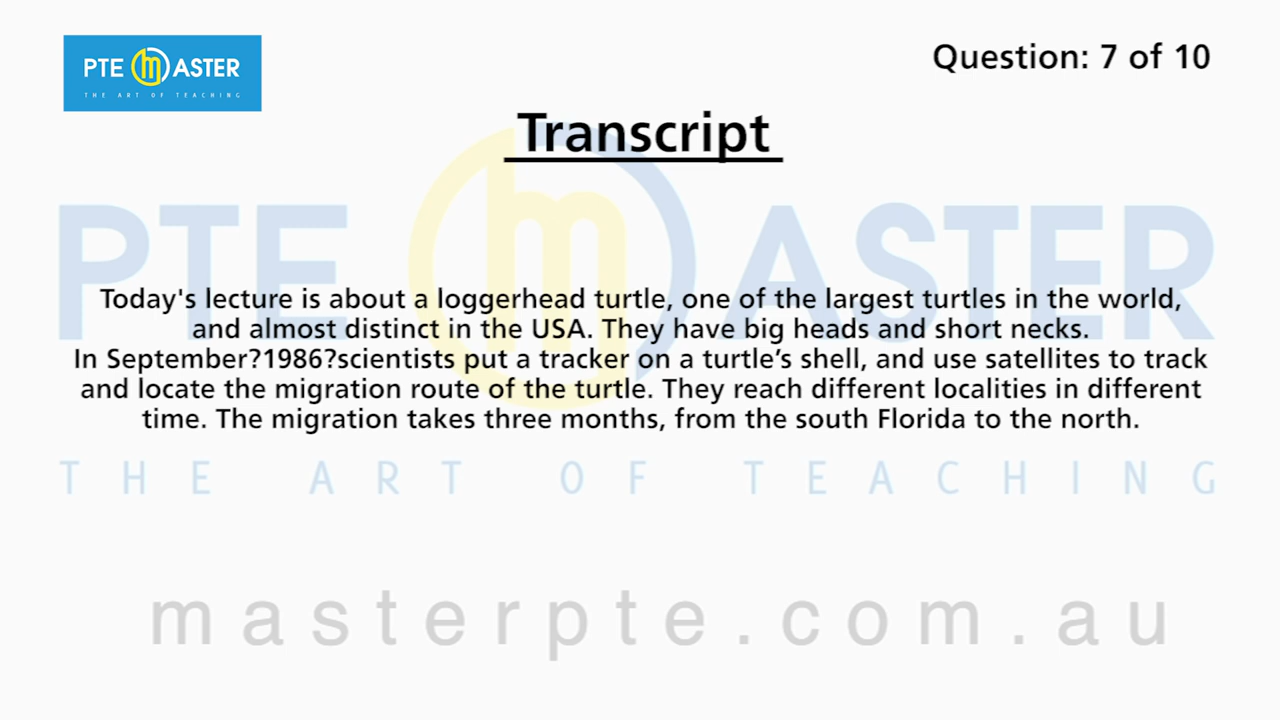 PTE MASTER
THE ART OF TEACHING
Question: 7 of 10
Transcript
PTE MASTER
Today's lecture is about a loggerhead turtle, one of the largest turtles in the world,
and almost distinct in the USA. They have big heads and short necks.
In September?1986?scientists put a tracker on a turtle’s shell, and use satellites to track
and locate the migration route of the turtle. They reach different localities in different
time. The migration takes three months, from the south Florida to the north.
THE ART OF TEACHING
masterpte.com.au